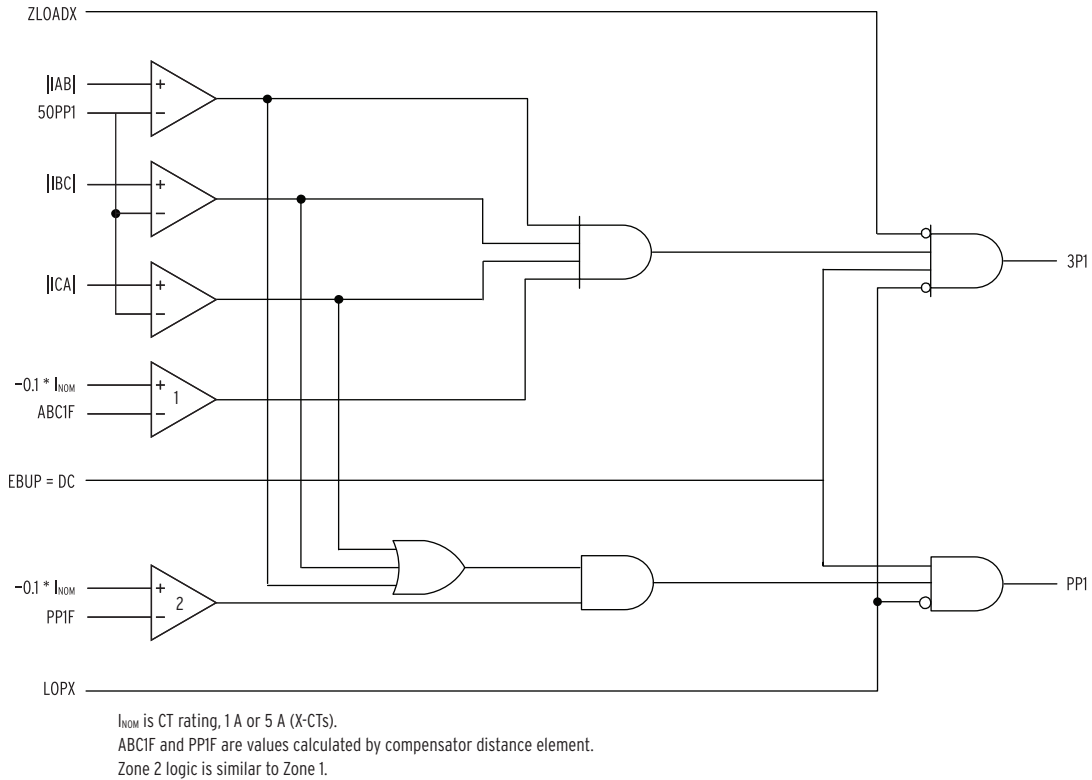 ZLOADX
|IAB|
50PP1
|IBC|
|ICA|
3P1
−0.1 * INOM
ABC1F
1
EBUP = DC
−0.1 * INOM
PP1F
2
PP1
LOPX
INOM is CT rating, 1 A or 5 A (X-CTs).
ABC1F and PP1F are values calculated by compensator distance element.
Zone 2 logic is similar to Zone 1.